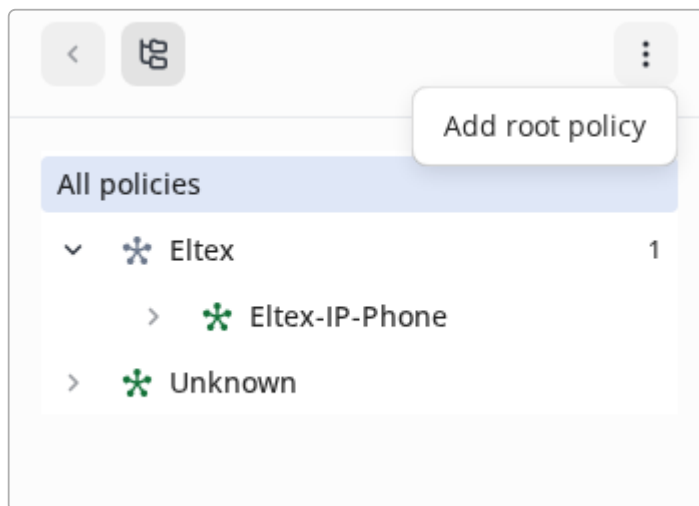 Add root policy
All policies
Eltex 1
Eltex-IP-Phone
Unknown